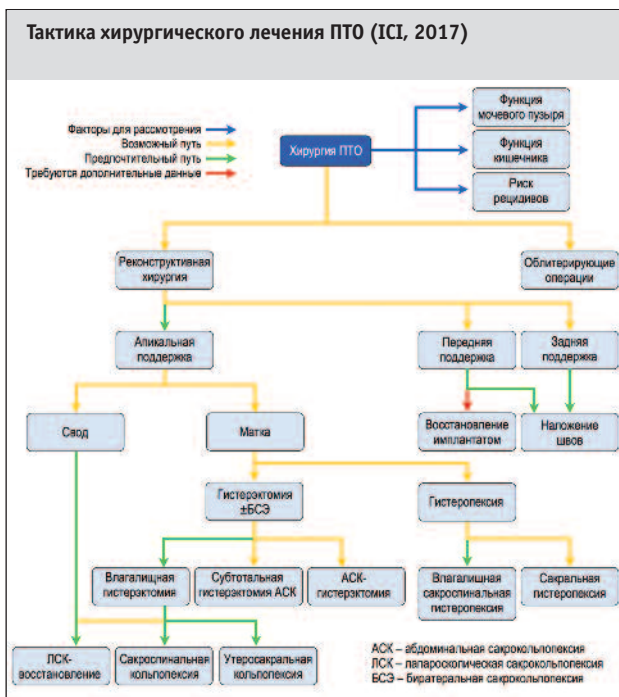 Тактика хирургического лечения ПТО (ICI, 2017)
Факторы для рассмотрения
Возможный путь
Предпочтительный путь
Требуются дополнительные данные
Хирургия ПТО
Функция
мочевого пузыря
Функция
кишечника
Риск
рецидивов
Реконструктивная
хирургия
Облитерирующие
операции
Апикальная
поддержка
Передняя
поддержка
Задняя
поддержка
Свод
Матка
Восстановление
имплантатом
Наложение
швов
Гистерэктомия
±БСЭ
Гистеропексия
Влагалищная
гистерэктомия
Субтотальная
гистерэктомия АСК
АСК-
гистерэктомия
Влагалишная
сакроспинальная
гистеропексия
Сакральная
гистеропексия
ЛСК-
восстановление
Сакроспинальная
кольпопексия
Утеросакральная
кольпопексия
АСК – абдоминальная сакрокольпопексия
ЛСК – лапароскопическая сакрокольпопексия
БСЭ – биратеральная сакрокольпопексия